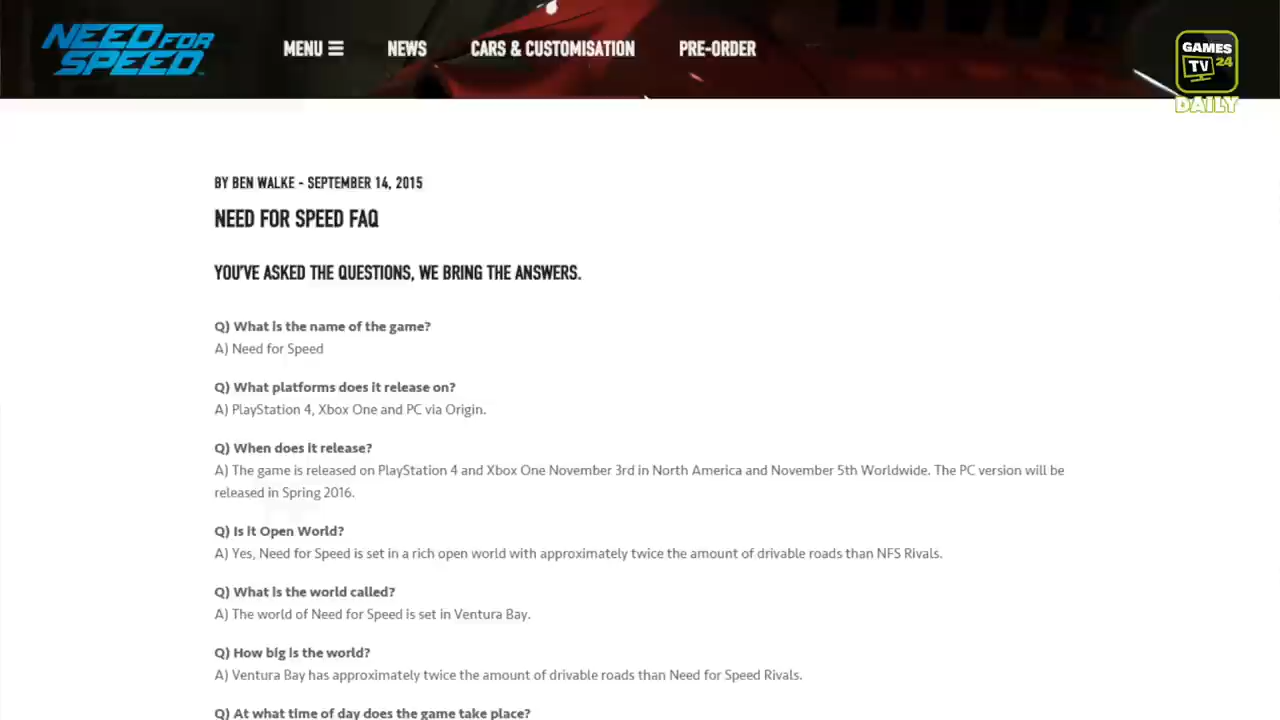 NEED FOR SPEED
MENU
NEWS
CARS & CUSTOMISATION
PRE-ORDER
GAMES
TV 24
DAILY
BY BEN WALKE - SEPTEMBER 14, 2015
NEED FOR SPEED FAQ
YOU'VE ASKED THE QUESTIONS, WE BRING THE ANSWERS.
Q) What is the name of the game?
A) Need for Speed
Q) What platforms does it release on?
A) PlayStation 4, Xbox One and PC via Origin.
Q) When does it release?
A) The game is released on PlayStation 4 and Xbox One November 3rd in North America and November 5th Worldwide. The PC version will be
released in Spring 2016.
Q) Is it Open World?
A) Yes, Need for Speed is set in a rich open world with approximately twice the amount of drivable roads than NFS Rivals.
Q) What is the world called?
A) The world of Need for Speed is set in Ventura Bay.
Q) How big is the world?
A) Ventura Bay has approximately twice the amount of drivable roads than Need for Speed Rivals.
Q) At what time of day does the game take place?